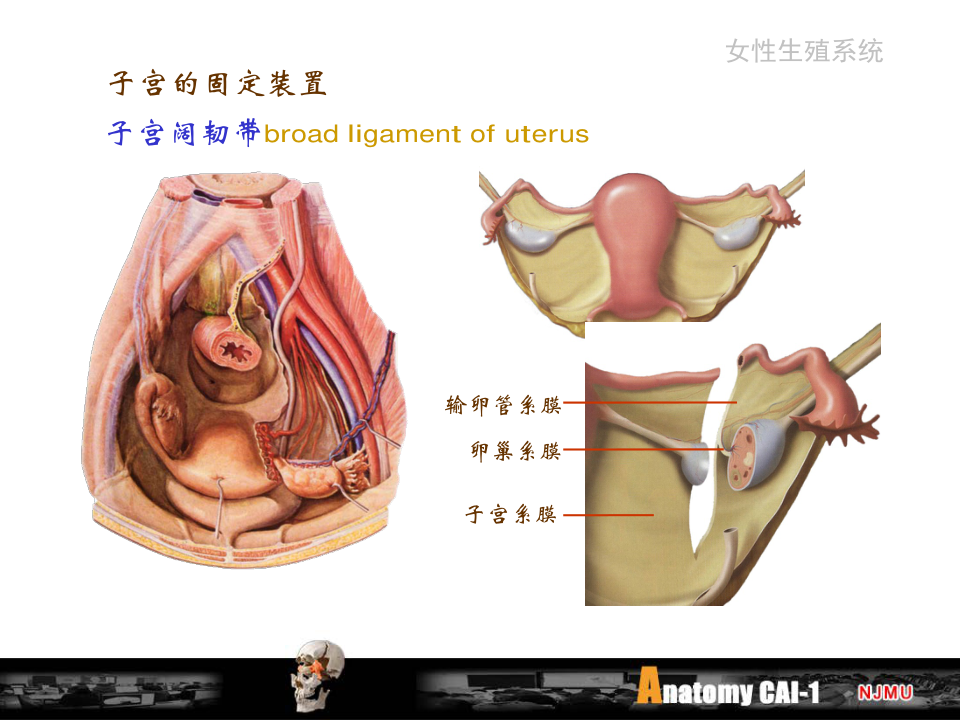 女性生殖系统
子宫的固定装置
子宫阔韧带broad ligament of uterus
输卵管系膜
卵巢系膜
子宫系膜
Anatomy CAI-1
NJMU